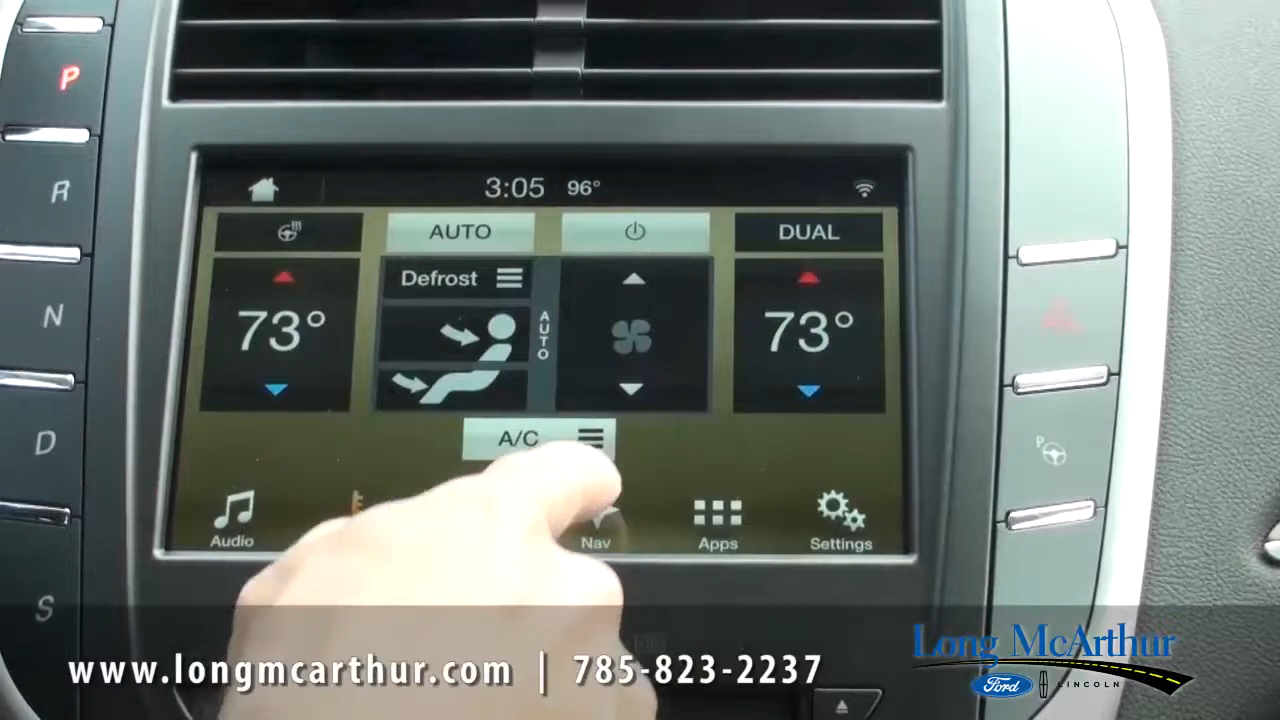 P
R
N
D
S
3:05 96°
AUTO
DUAL
Defrost
73°
AUTO
73°
A/C
P
Audio
Nav
Apps
Settings
www.longmcarthur.com | 785-823-2237
Long McArthur
Ford LINCOLN